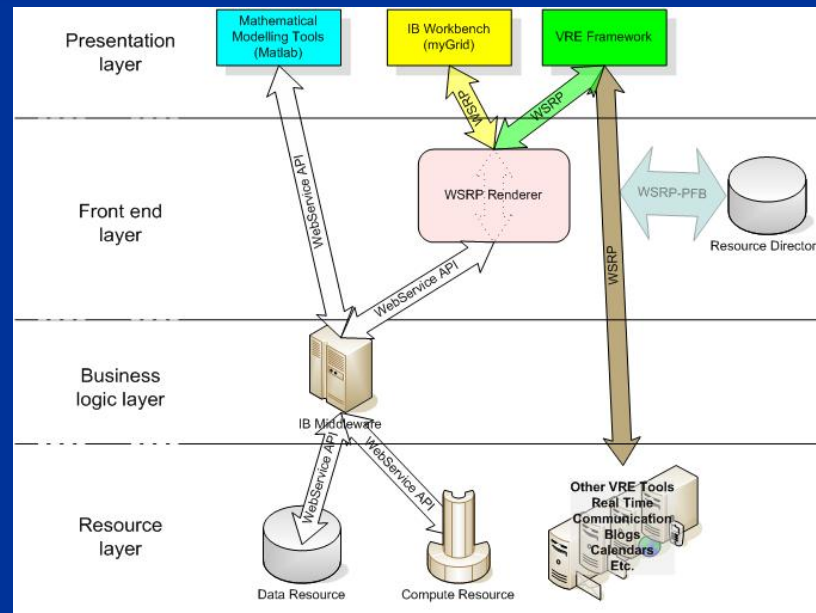 Presentation
layer
Mathematical
Modelling Tools
(Matlab)
IB Workbench
(myGrid)
VRE Framework
WSRP
WSRP
Front end
layer
WebService API
WSRP Renderer
WSRP-PFB
Resource Director
WSRP
WebService API
Business
logic layer
IB Middleware
WebService API
WebService API
Resource
layer
Other VRE Tools
Real Time
Communication
Blogs
Calendars
Etc.
Data Resource
Compute Resource